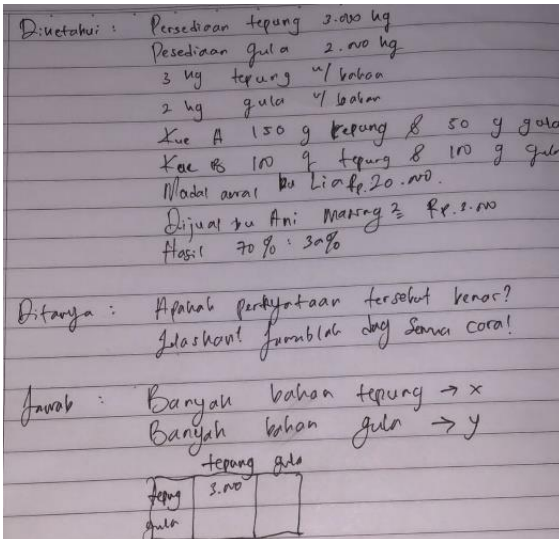 Diketahui : Persediaan tepung 3.000 kg
Pesediaan gula 2.000 kg
3 kg tepung u/ bahan
2 kg gula u/ bahan
Kue A 150 g tepung & 50 g gula
Kue B 100 g tepung & 100 g gula
Modal awal bu Lia Rp. 20.000.
Dijual bu Ani masing2 Rp. 3.000
Hasil 70% : 30%
Ditanya : Apakah pernyataan tersebut benar?
Jelaskan! Jawablah dng semua cara!
Jawab : Banyak bahan tepung → x
Banyak bahan gula → y
tepung gula
tepung 3.000
gula